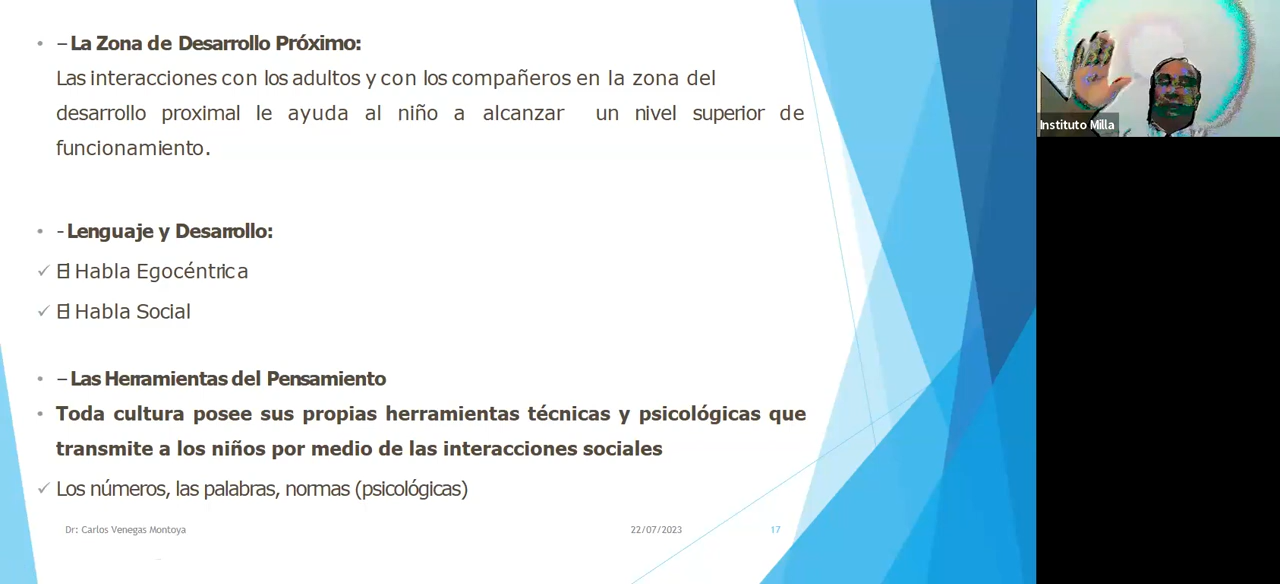 • – La Zona de Desarrollo Próximo:
Las interacciones con los adultos y con los compañeros en la zona del
desarrollo proximal le ayuda al niño a alcanzar un nivel superior de
funcionamiento.
• - Lenguaje y Desarrollo:
✓ El Habla Egocéntrica
✓ El Habla Social
• – Las Herramientas del Pensamiento
• Toda cultura posee sus propias herramientas técnicas y psicológicas que
transmite a los niños por medio de las interacciones sociales
✓ Los números, las palabras, normas (psicológicas)
Dr: Carlos Venegas Montoya 22/07/2023 17
Instituto Milla